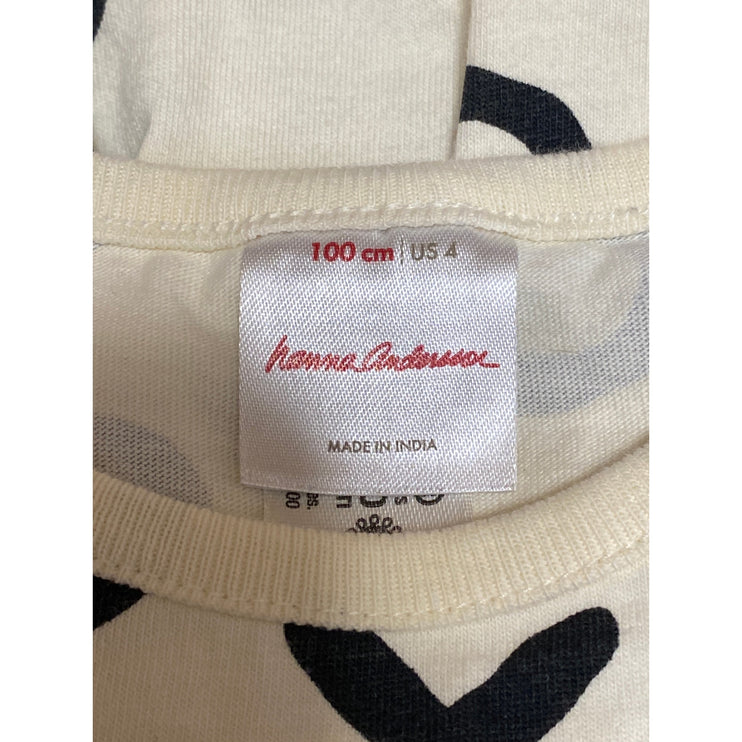 100 cm | US 4
hanna andersson
MADE IN INDIA